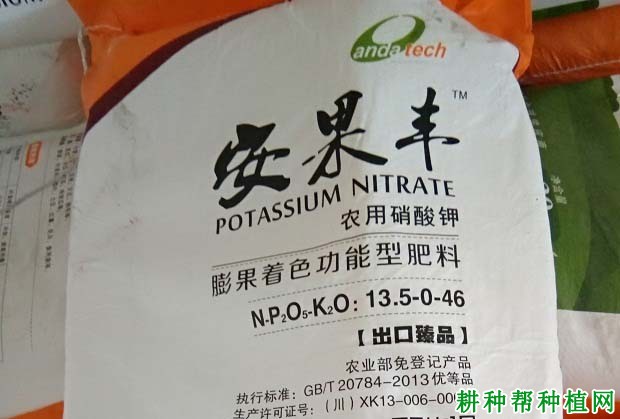 anda tech
安果丰™
POTASSIUM NITRATE
农用硝酸钾
膨果着色功能型肥料
N-P₂O₅-K₂O: 13.5-0-46
【出口臻品】
农业部免登记产品
执行标准: GB/T 20784-2013 优等品
生产许可证号: (川) XK13-006-000
耕种帮种植网